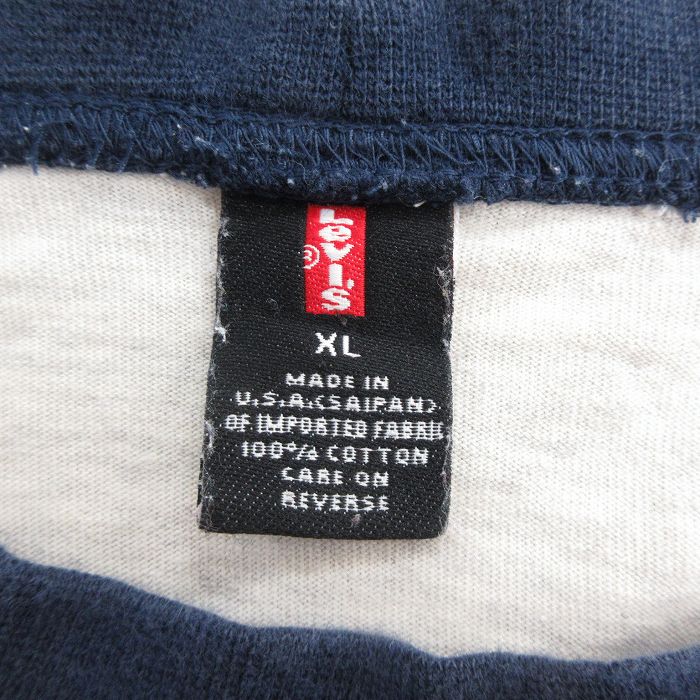 Levi's
®
XL
MADE IN
U.S.A.(SAIPAN)
OF IMPORTED FABRIC
100% COTTON
CARE ON
REVERSE